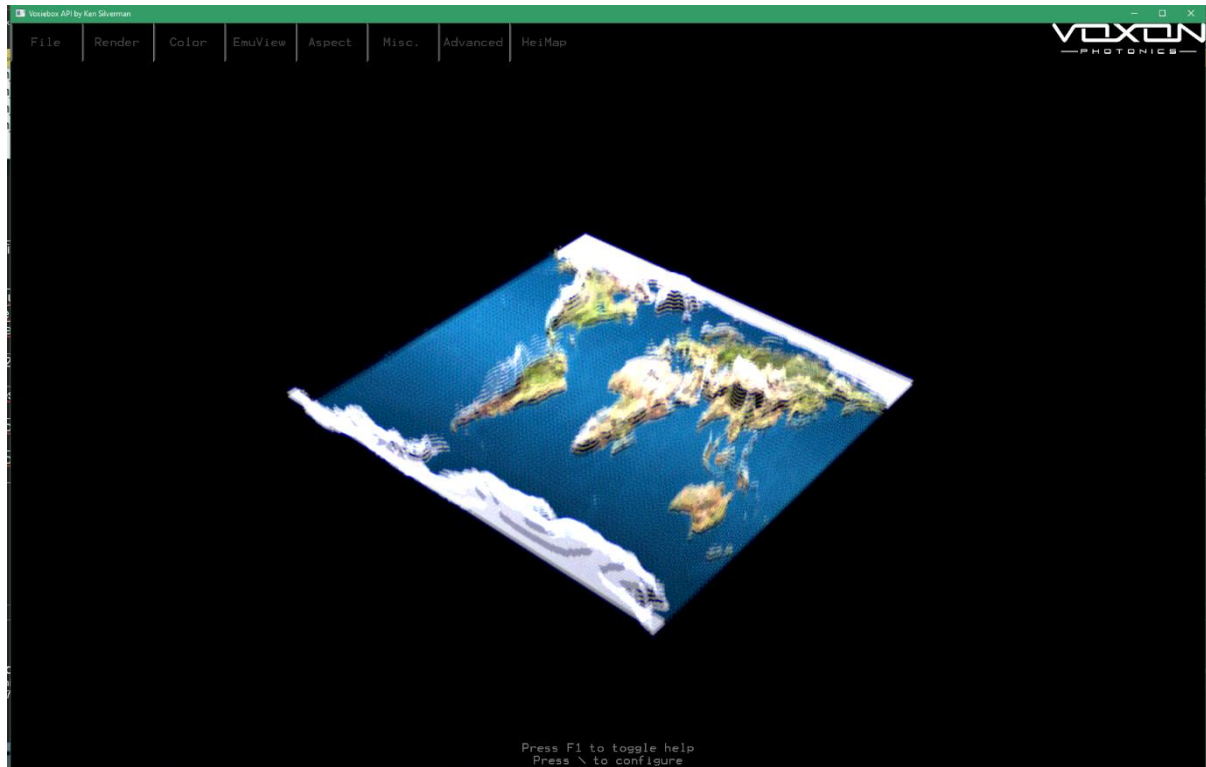 Voxiebox API by Ken Silverman
File Render Color EmuView Aspect Misc. Advanced HeiMap
VOXON
PHOTONICS
Press F1 to toggle help
Press \ to configure